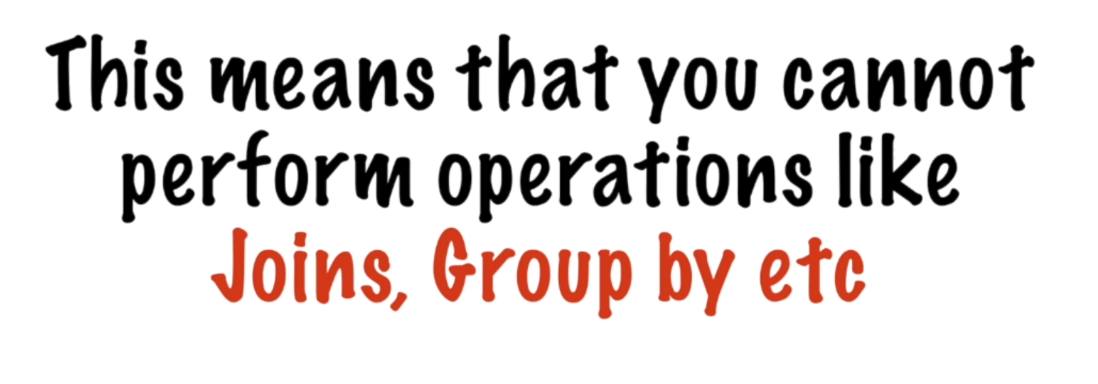 This means that you cannot
perform operations like
Joins, Group by etc